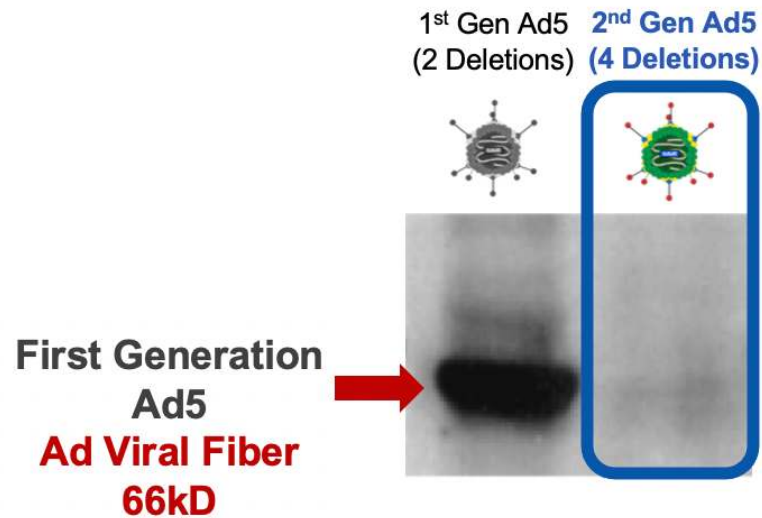 1st Gen Ad5
(2 Deletions)
2nd Gen Ad5
(4 Deletions)
First Generation
Ad5
Ad Viral Fiber
66kD